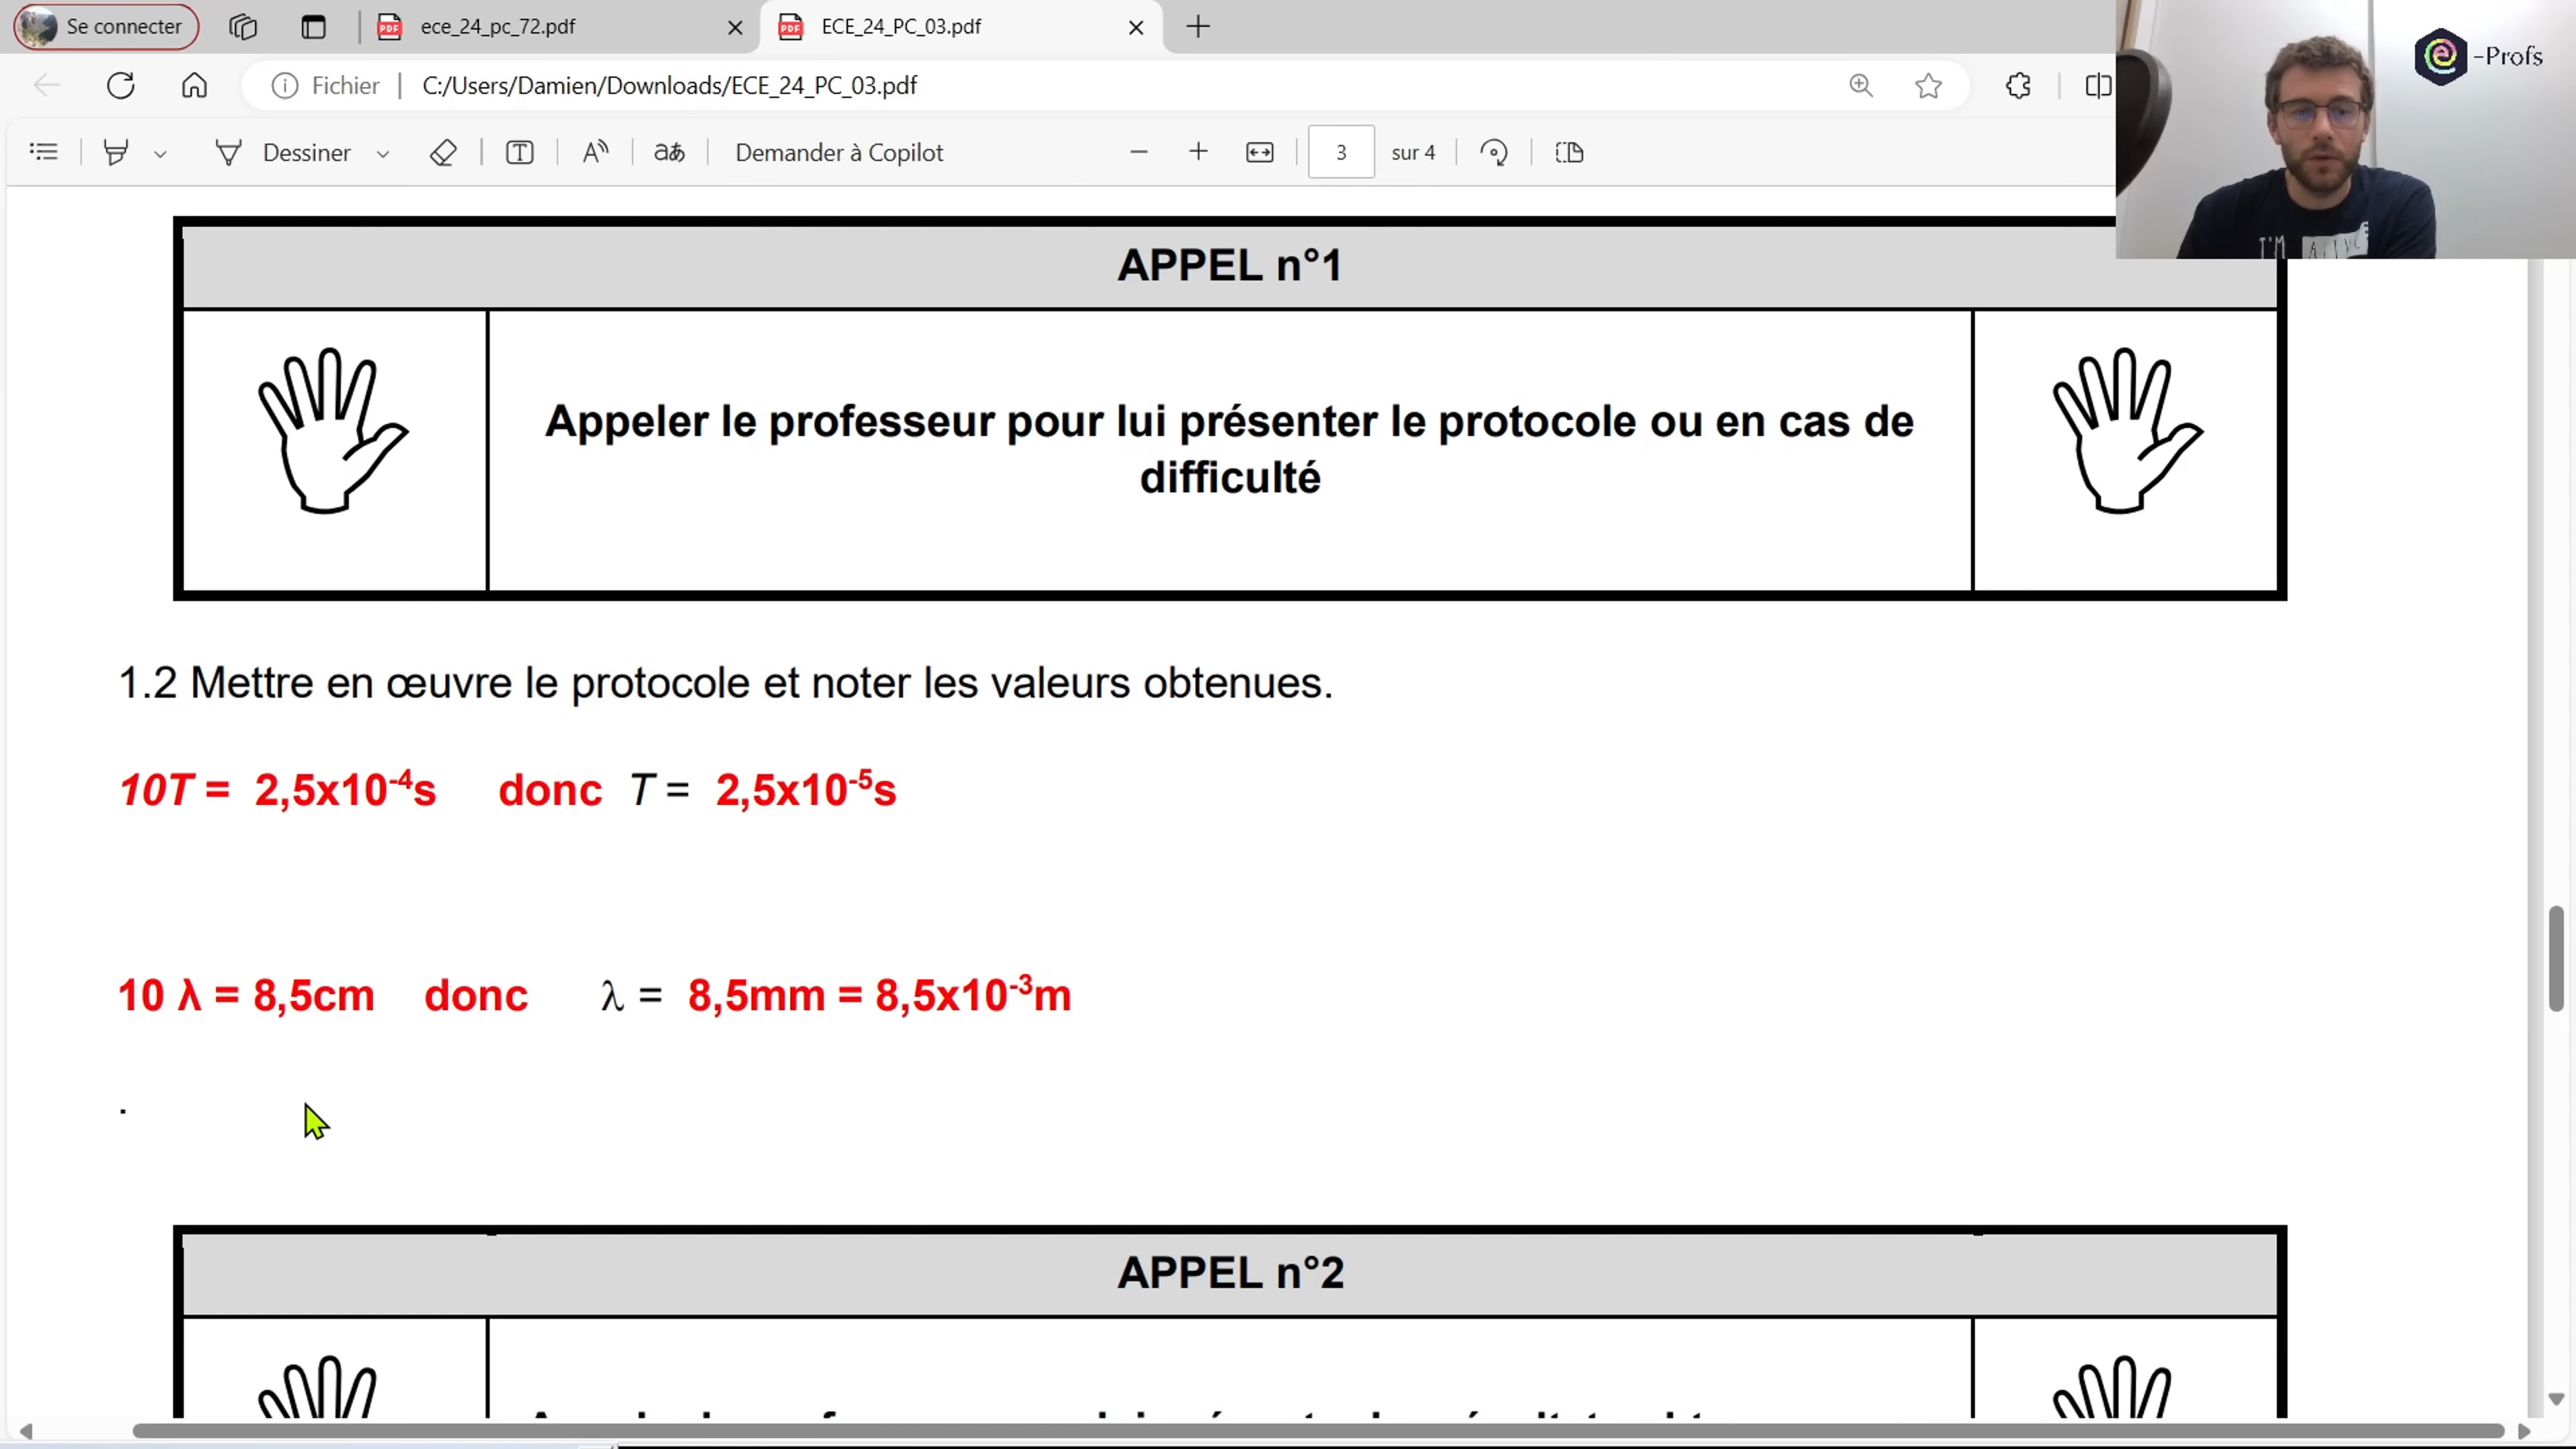 Se connecter
ece_24_pc_72.pdf
ECE_24_PC_03.pdf
-Profs
Fichier
C:/Users/Damien/Downloads/ECE_24_PC_03.pdf
Dessiner
Demander à Copilot
3 sur 4
I'M ALIVE
APPEL n°1
Appeler le professeur pour lui présenter le protocole ou en cas de
difficulté
1.2 Mettre en œuvre le protocole et noter les valeurs obtenues.
10T = 2,5x10⁻⁴s donc T = 2,5x10⁻⁵s
10 λ = 8,5cm donc λ = 8,5mm = 8,5x10⁻³m
.
APPEL n°2